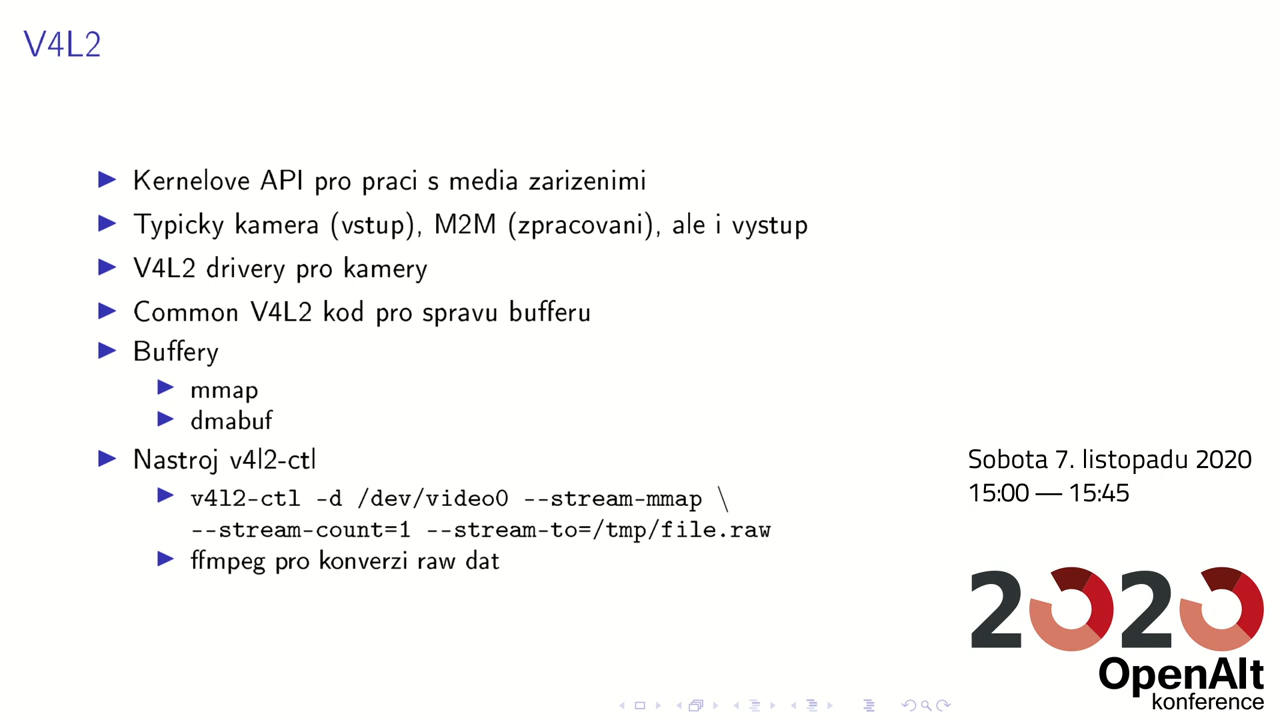 V4L2
Kernelove API pro praci s media zarizenimi
Typicky kamera (vstup), M2M (zpracovani), ale i vystup
V4L2 drivery pro kamery
Common V4L2 kod pro spravu bufferu
Buffery
mmap
dmabuf
Nastroj v4l2-ctl
v4l2-ctl -d /dev/video0 --stream-mmap \
--stream-count=1 --stream-to=/tmp/file.raw
ffmpeg pro konverzi raw dat
Sobota 7. listopadu 2020
15:00 — 15:45
2020
OpenAlt
konference